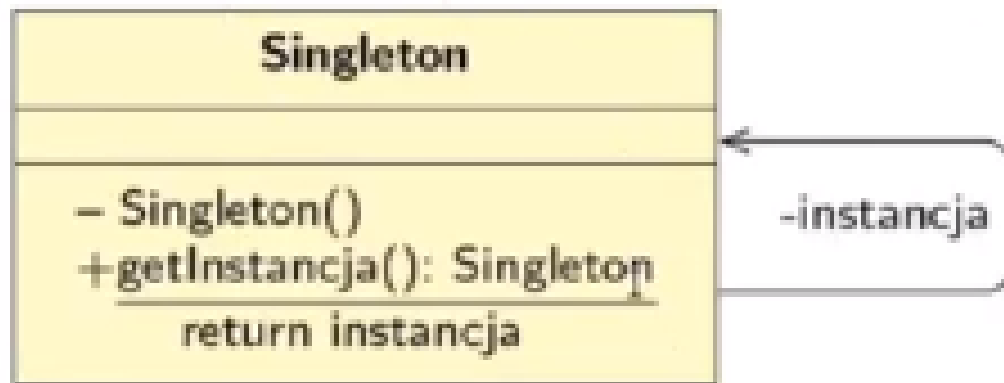 Singleton
– Singleton()
+getInstancja(): Singleton
return instancja
-instancja